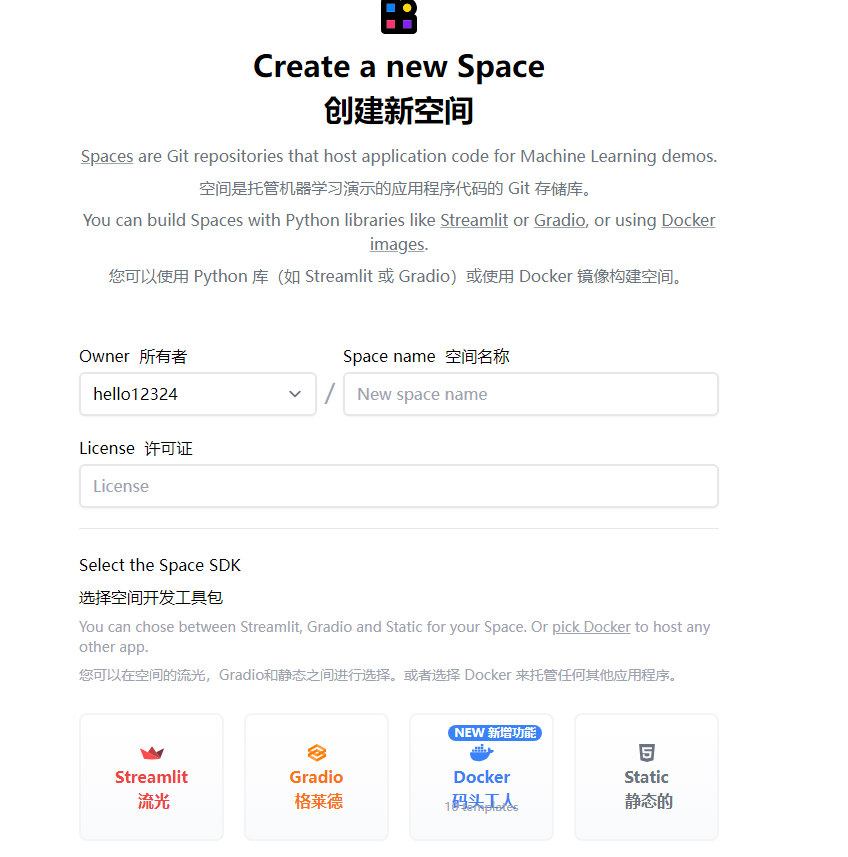 Create a new Space
创建新空间
Spaces are Git repositories that host application code for Machine Learning demos.
空间是托管机器学习演示的应用程序代码的 Git 存储库。
You can build Spaces with Python libraries like Streamlit or Gradio, or using Docker
images.
您可以使用 Python 库（如 Streamlit 或 Gradio）或使用 Docker 镜像构建空间。
Owner 所有者
Space name 空间名称
hello12324
/
New space name
License 许可证
License
Select the Space SDK
选择空间开发工具包
You can chose between Streamlit, Gradio and Static for your Space. Or pick Docker to host any
other app.
您可以在空间的流光，Gradio和静态之间进行选择。或者选择 Docker 来托管任何其他应用程序。
Streamlit
流光
Gradio
格莱德
NEW 新增功能
Docker
码头工人
templates
Static
静态的